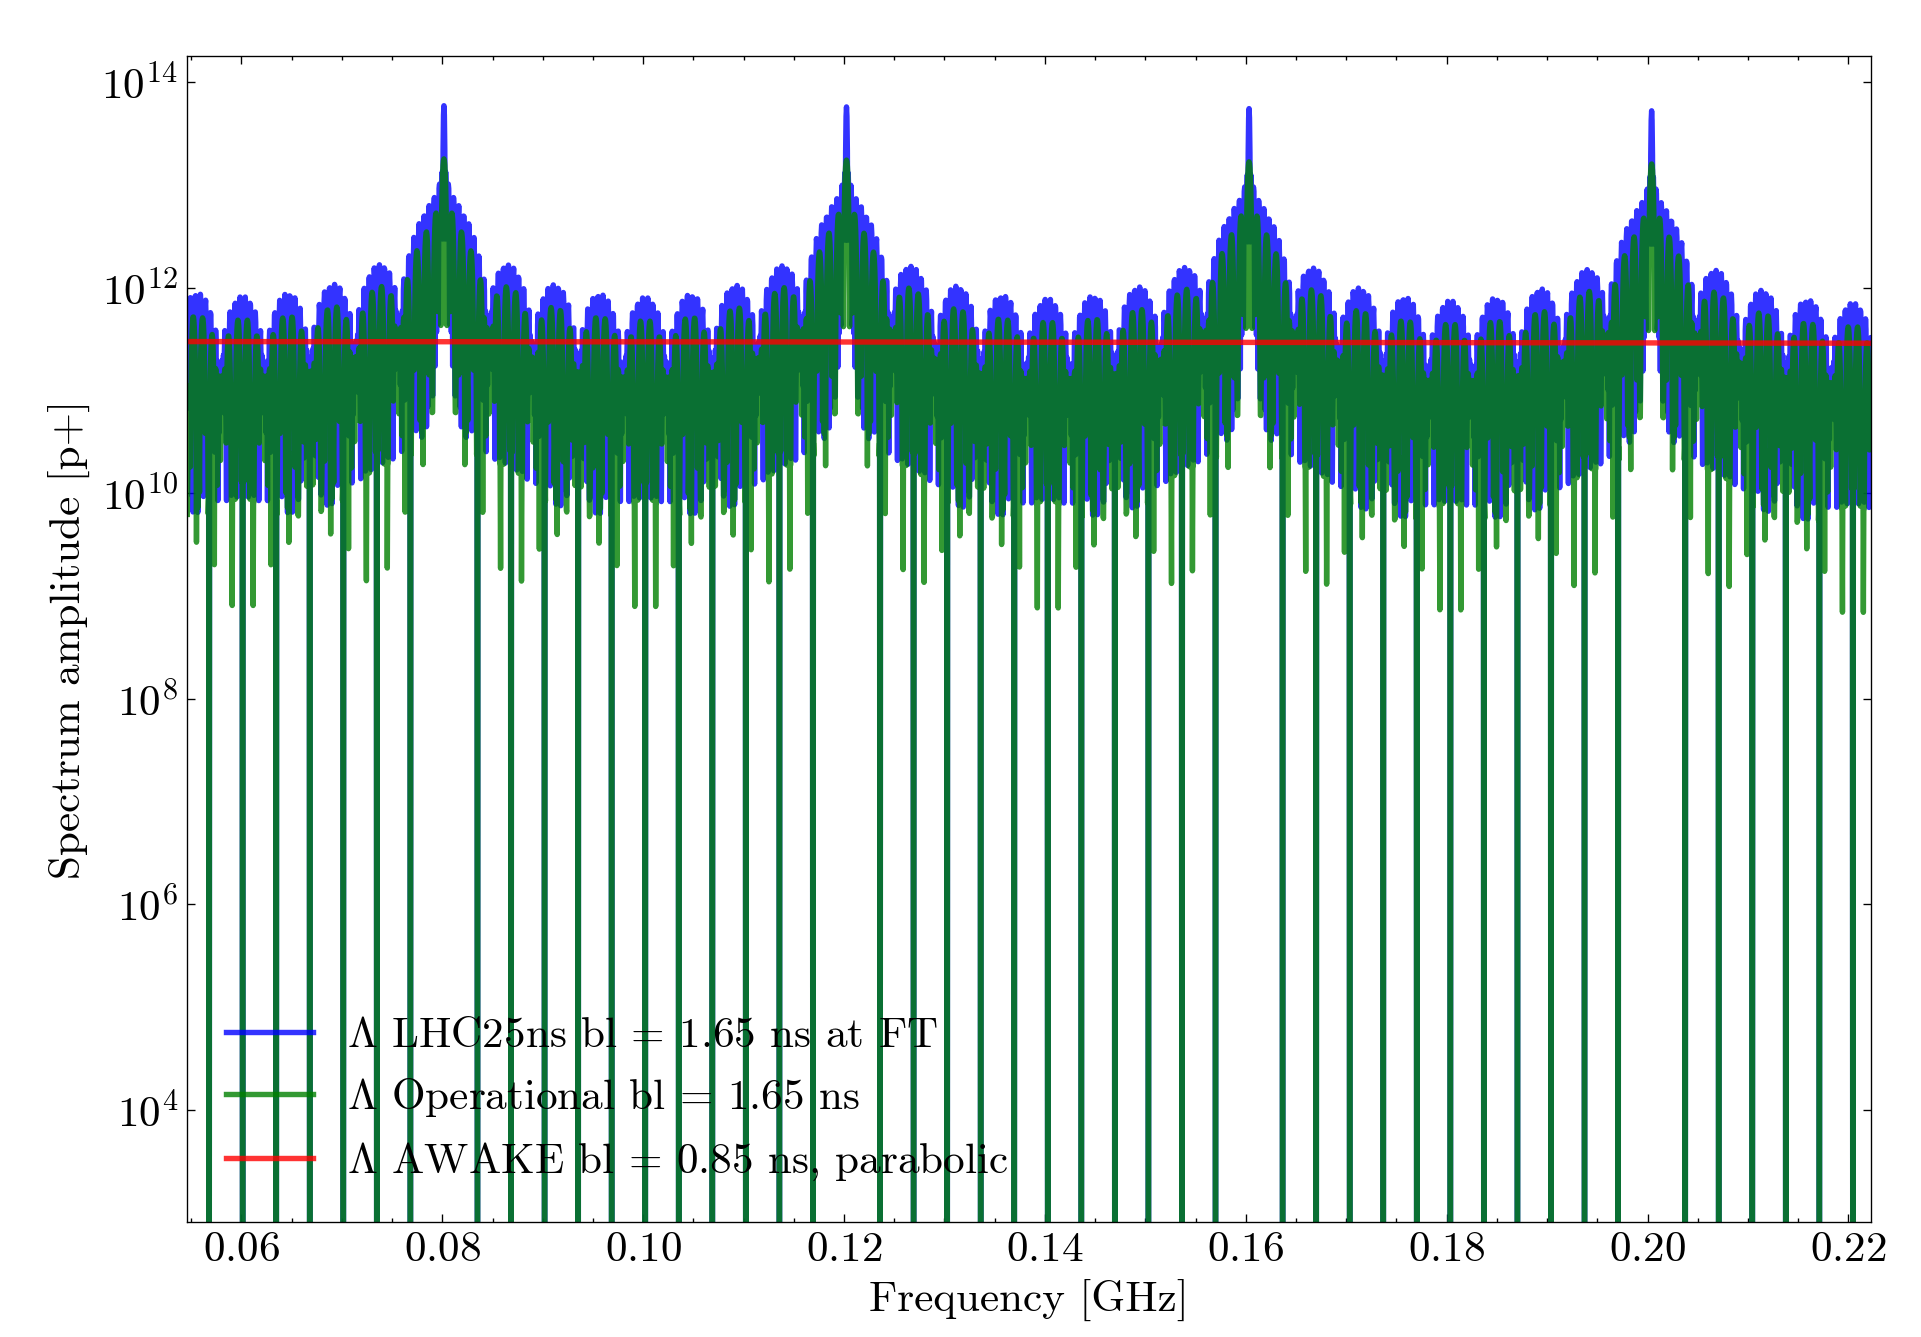 10^14
10^12
10^10
10^8
10^6
10^4
Spectrum amplitude [p+]
Λ LHC25ns bl = 1.65 ns at FT
Λ Operational bl = 1.65 ns
Λ AWAKE bl = 0.85 ns, parabolic
0.06 0.08 0.10 0.12 0.14 0.16 0.18 0.20 0.22
Frequency [GHz]